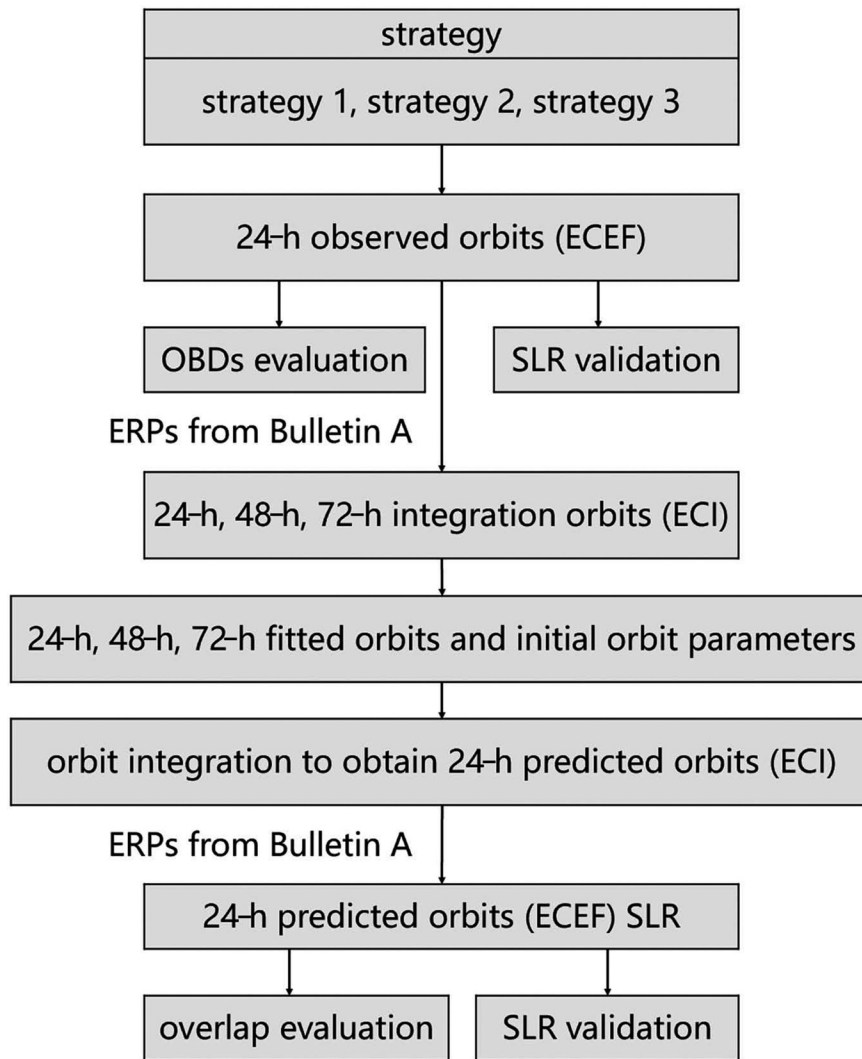 strategy
strategy 1, strategy 2, strategy 3
24-h observed orbits (ECEF)
OBDs evaluation
SLR validation
ERPs from Bulletin A
24-h, 48-h, 72-h integration orbits (ECI)
24-h, 48-h, 72-h fitted orbits and initial orbit parameters
orbit integration to obtain 24-h predicted orbits (ECI)
ERPs from Bulletin A
24-h predicted orbits (ECEF) SLR
overlap evaluation
SLR validation